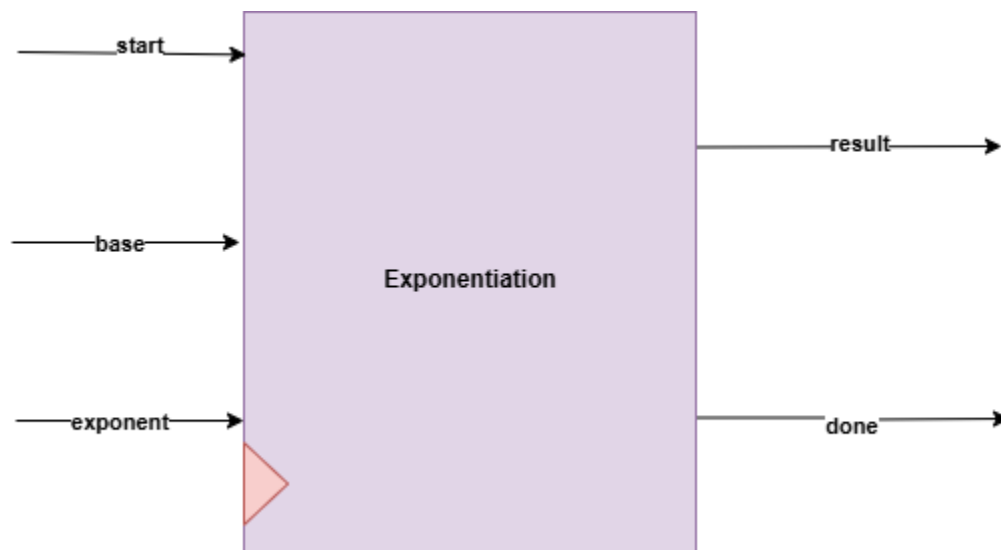 start
result
base
Exponentiation
exponent
done